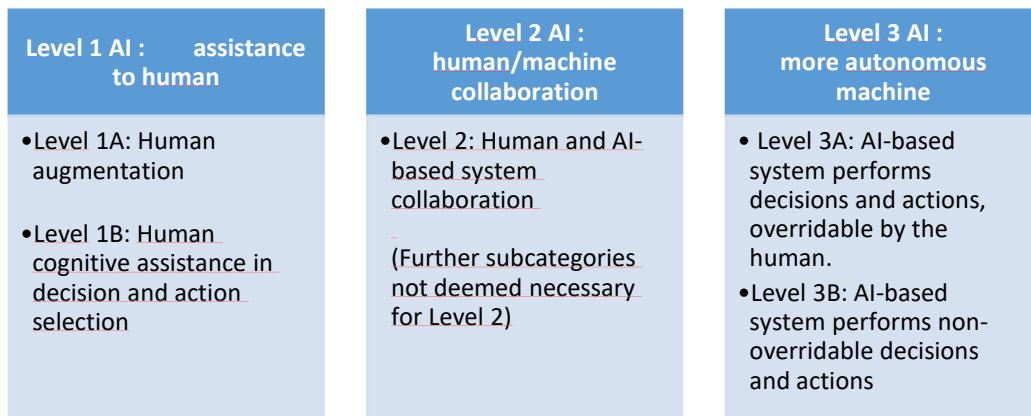 Level 1 AI : assistance
to human
•Level 1A: Human
augmentation
•Level 1B: Human
cognitive assistance in
decision and action
selection
Level 2 AI :
human/machine
collaboration
•Level 2: Human and AI-
based system
collaboration
(Further subcategories
not deemed necessary
for Level 2)
Level 3 AI :
more autonomous
machine
• Level 3A: AI-based
system performs
decisions and actions,
overridable by the
human.
•Level 3B: AI-based
system performs non-
overridable decisions
and actions